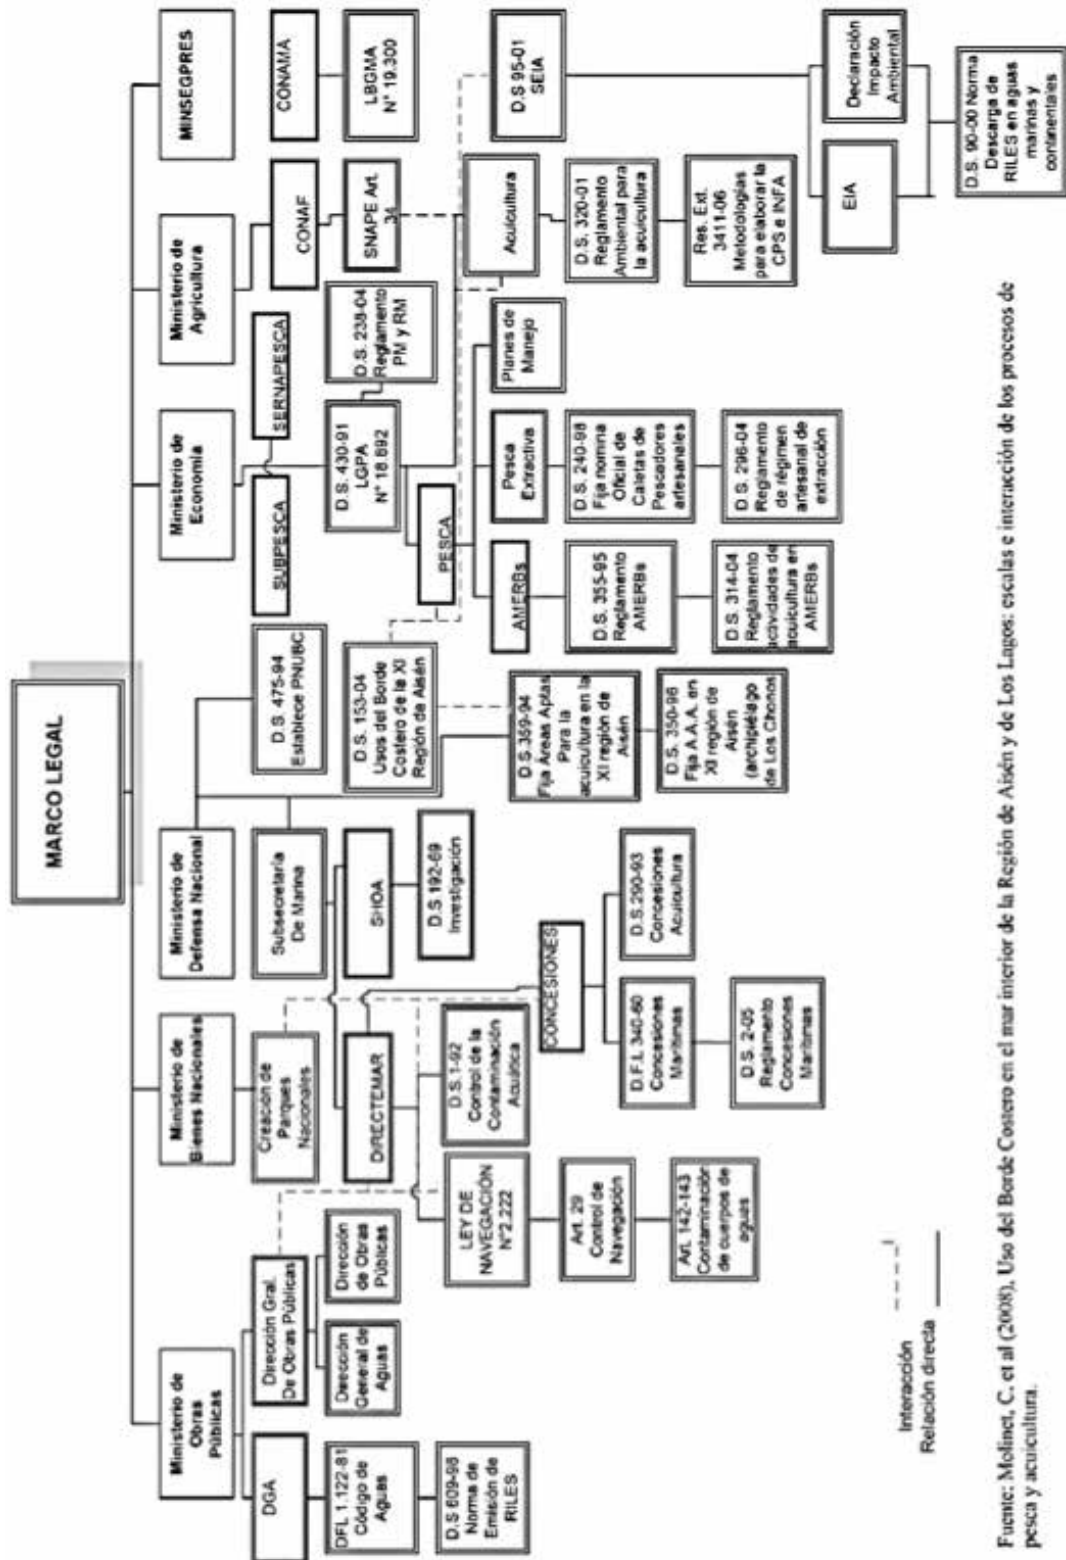 MARCO LEGAL
Ministerio de
Obras
Públicas
Ministerio de
Bienes Nacionales
Ministerio de
Defensa Nacional
Ministerio de
Economía
Ministerio de
Agricultura
MINSEGPRES
DGA
Dirección Gral.
De Obras Públicas
DFL 1.122-81
Código de
Aguas
D.S 609-98
Norma de
Emisión de
RILES
Dirección
General de
Aguas
Dirección
de Obras
Públicas
Creación de
Parques
Nacionales
Subsecretaría
De Marina
D.S. 475-94
Establece PNUBC
DIRECTEMAR
SHOA
D.S 192-69
Investigación
LEY DE
NAVEGACIÓN
N°2.222
D.S. 1-92
Control de la
Contaminación
Acuática
Art. 29
Control de
Navegación
Art. 142-143
Contaminación
de cuerpos de
aguas
CONCESIONES
D.F.L 340-60
Concesiones
Marítimas
D.S.290-93
Concesiones
Acuicultura
D.S. 2-05
Reglamento
Concesiones
Marítimas
D.S. 153-04
Usos del Borde
Costero de la XI
Región de Aisén
D.S 359-94
Fija Áreas Aptas
Para la
acuicultura en la
XI región de
Aisén
D.S. 350-96
Fija A.A.A. en
XI región de
Aisén
(archipiélago
de Los Chonos
SUBPESCA
SERNAPESCA
D.S. 430-91
LGPA
N° 18.892
D.S. 238-04
Reglamento
PM y RM
PESCA
AMERBs
Pesca
Extractiva
Planes de
Manejo
D.S. 355-95
Reglamento
AMERBs
D.S. 314-04
Reglamento
actividades de
acuicultura en
AMERBs
D.S. 240-98
Fija nomina
Oficial de
Caletas de
Pescadores
artesanales
D.S. 296-04
Reglamento
de régimen
artesanal de
extracción
CONAF
SNAPE Art.
34
Acuicultura
D.S. 320-01
Reglamento
Ambiental para
la acuicultura
Res. Ext.
3411-06
Metodologías
para elaborar la
CPS e INFA
CONAMA
LBGMA
N° 19.300
D.S 95-01
SEIA
EIA
Declaración
Impacto
Ambiental
D.S. 90-00 Norma
Descarga de
RILES en aguas
marinas y
continentales
Interacción
Relación directa
Fuente: Molinet, C. et al (2008), Uso del Borde Costero en el mar interior de la Región de Aisén y de Los Lagos: escalas e interacción de los procesos de
pesca y acuicultura.